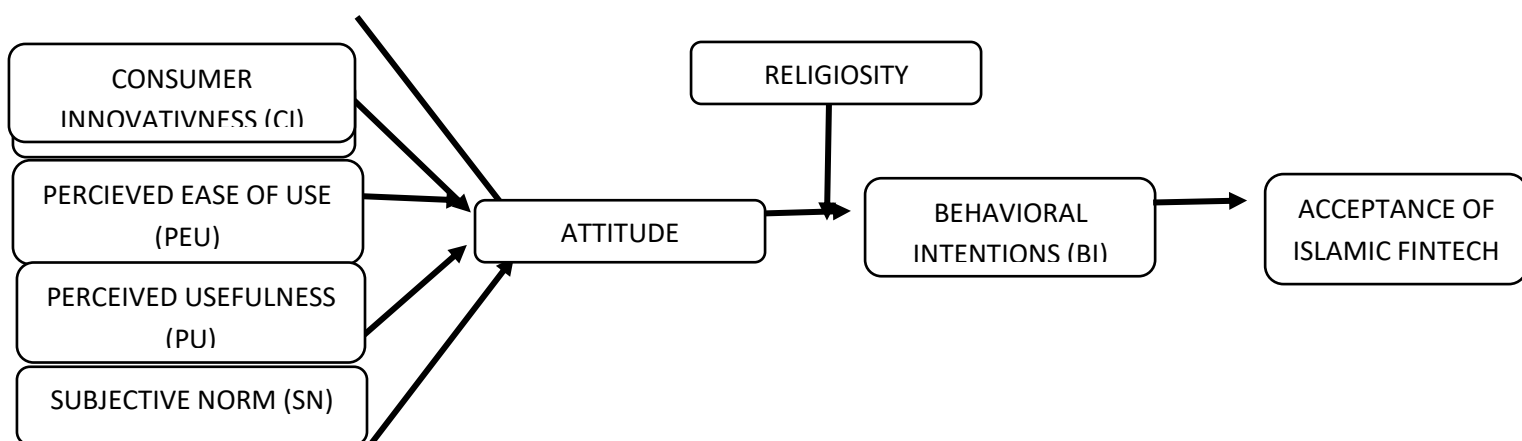 CONSUMER
INNOVATIVNESS (CI)
RELIGIOSITY
PERCIEVED EASE OF USE
(PEU)
ATTITUDE
BEHAVIORAL
INTENTIONS (BI)
ACCEPTANCE OF
ISLAMIC FINTECH
PERCEIVED USEFULNESS
(PU)
SUBJECTIVE NORM (SN)